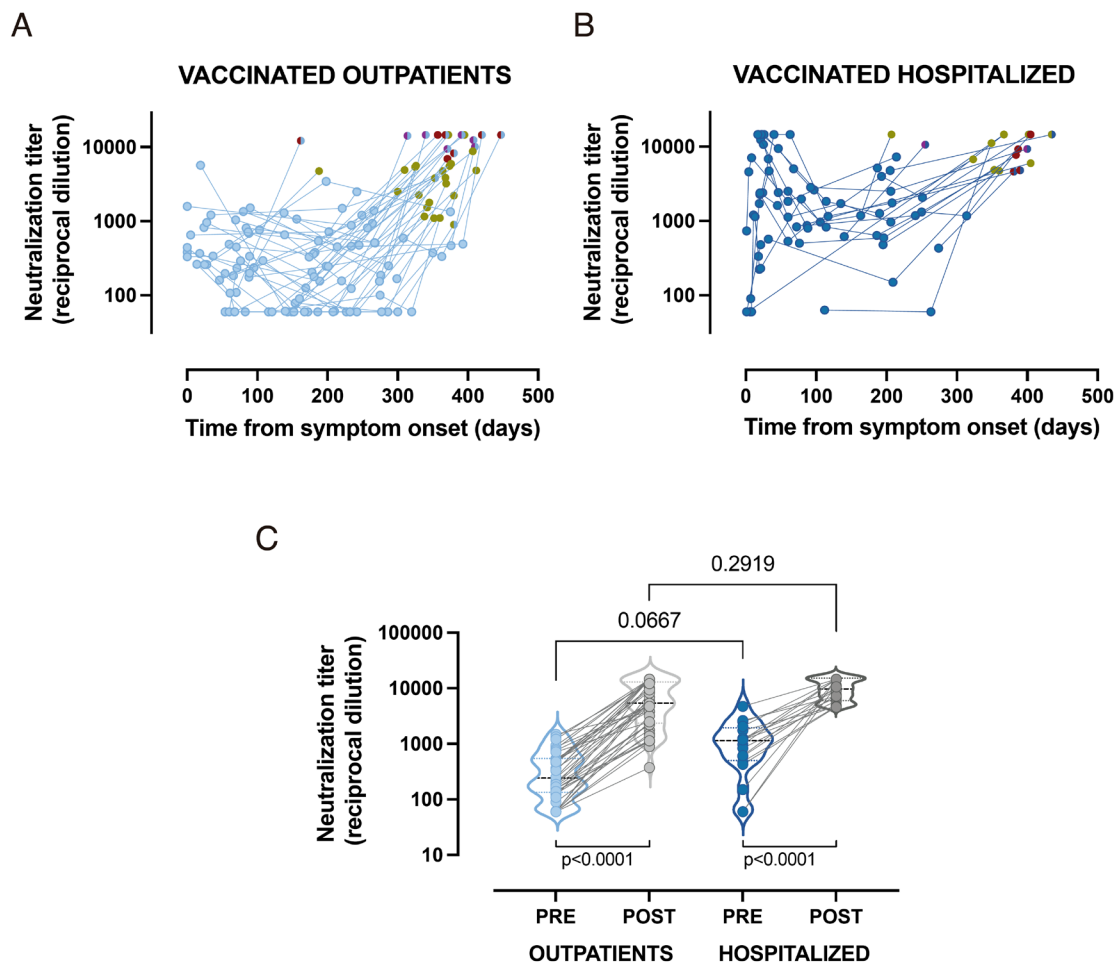 A
B
VACCINATED OUTPATIENTS
VACCINATED HOSPITALIZED
Neutralization titer
(reciprocal dilution)
10000
1000
100
0 100 200 300 400 500
Time from symptom onset (days)
Neutralization titer
(reciprocal dilution)
10000
1000
100
0 100 200 300 400 500
Time from symptom onset (days)
C
0.2919
0.0667
Neutralization titer
(reciprocal dilution)
100000
10000
1000
100
10
p<0.0001 p<0.0001
PRE POST PRE POST
OUTPATIENTS HOSPITALIZED